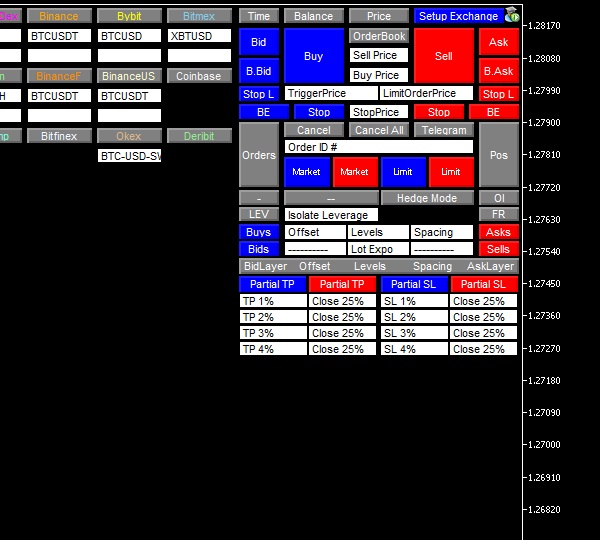 Dex Binance Bybit Bitmex Time Balance Price Setup Exchange
BTCUSDT BTCUSD XBTUSD Bid Buy OrderBook Sell Ask
Sell Price
B.Bid Buy Price B.Ask
BinanceF BinanceUS Coinbase
H BTCUSDT BTCUSDT Stop L TriggerPrice LimitOrderPrice Stop L
BE Stop StopPrice Stop BE
Bitfinex Okex Deribit Cancel Cancel All Telegram
Orders Order ID # Pos
BTC-USD-SW
Market Market Limit Limit
- -- Hedge Mode OI
LEV Isolate Leverage FR
Buys Offset Levels Spacing Asks
Bids ---------- Lot Expo ---------- Sells
BidLayer Offset Levels Spacing AskLayer
Partial TP Partial TP Partial SL Partial SL
TP 1% Close 25% SL 1% Close 25%
TP 2% Close 25% SL 2% Close 25%
TP 3% Close 25% SL 3% Close 25%
TP 4% Close 25% SL 4% Close 25%
1.28170
1.28080
1.27990
1.27900
1.27810
1.27720
1.27630
1.27540
1.27450
1.27360
1.27270
1.27180
1.27090
1.27000
1.26910
1.26820